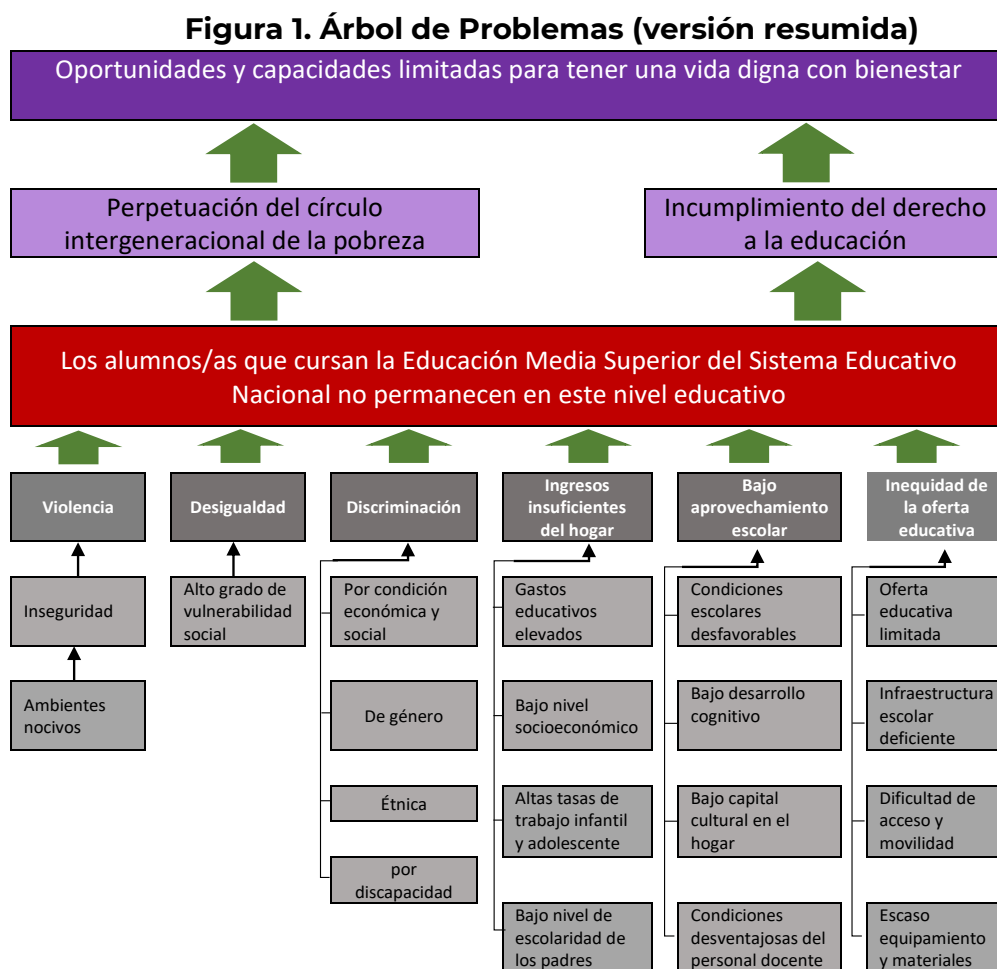 Figura 1. Árbol de Problemas (versión resumida)
Oportunidades y capacidades limitadas para tener una vida digna con bienestar
Perpetuación del círculo
intergeneracional de la pobreza
Incumplimiento del derecho
a la educación
Los alumnos/as que cursan la Educación Media Superior del Sistema Educativo
Nacional no permanecen en este nivel educativo
Violencia
Inseguridad
Ambientes
nocivos
Desigualdad
Alto grado de
vulnerabilidad
social
Discriminación
Por condición
económica y
social
De género
Étnica
por
discapacidad
Ingresos
insuficientes
del hogar
Gastos
educativos
elevados
Bajo nivel
socioeconómico
Altas tasas de
trabajo infantil
y adolescente
Bajo nivel de
escolaridad de
los padres
Bajo
aprovechamiento
escolar
Condiciones
escolares
desfavorables
Bajo desarrollo
cognitivo
Bajo capital
cultural en el
hogar
Condiciones
desventajosas del
personal docente
Inequidad de
la oferta
educativa
Oferta
educativa
limitada
Infraestructura
escolar
deficiente
Dificultad de
acceso y
movilidad
Escaso
equipamiento
y materiales